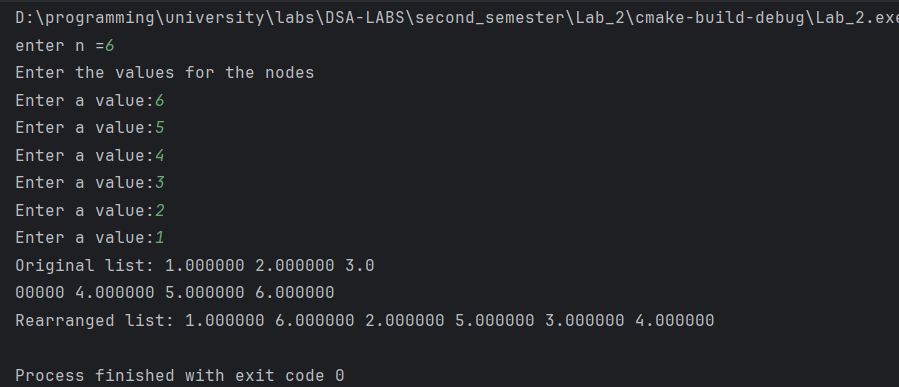 D:\programming\university\labs\DSA-LABS\second_semester\Lab_2\cmake-build-debug\Lab_2.exe
enter n =6
Enter the values for the nodes
Enter a value:6
Enter a value:5
Enter a value:4
Enter a value:3
Enter a value:2
Enter a value:1
Original list: 1.000000 2.000000 3.0
00000 4.000000 5.000000 6.000000
Rearranged list: 1.000000 6.000000 2.000000 5.000000 3.000000 4.000000
Process finished with exit code 0